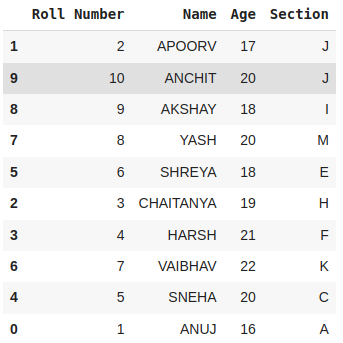 Roll Number Name Age Section
1 2 APOORV 17 J
9 10 ANCHIT 20 J
8 9 AKSHAY 18 I
7 8 YASH 20 M
5 6 SHREYA 18 E
2 3 CHAITANYA 19 H
3 4 HARSH 21 F
6 7 VAIBHAV 22 K
4 5 SNEHA 20 C
0 1 ANUJ 16 A